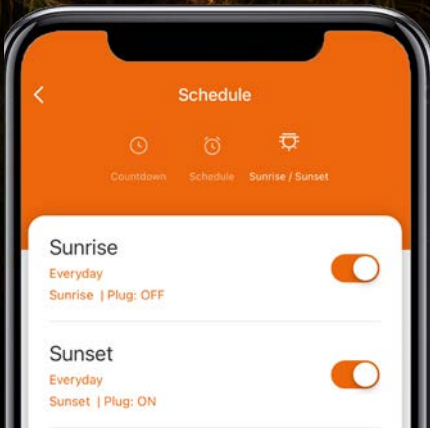 Schedule
Countdown Schedule Sunrise / Sunset
Sunrise
Everyday
Sunrise | Plug: OFF
Sunset
Everyday
Sunset | Plug: ON